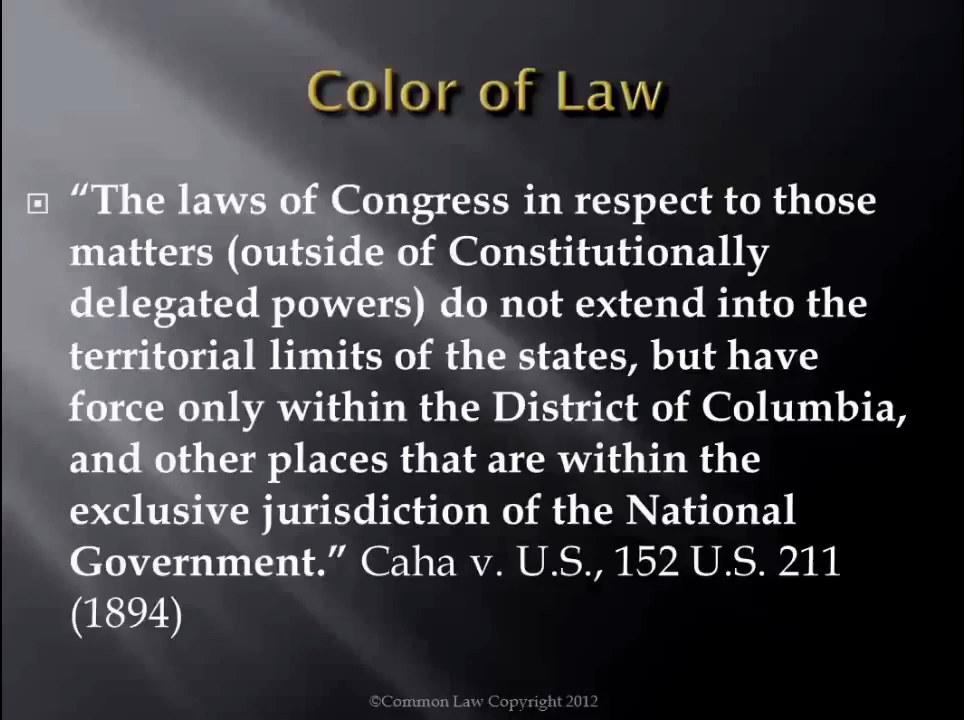 Color of Law
“The laws of Congress in respect to those
matters (outside of Constitutionally
delegated powers) do not extend into the
territorial limits of the states, but have
force only within the District of Columbia,
and other places that are within the
exclusive jurisdiction of the National
Government.” Caha v. U.S., 152 U.S. 211
(1894)
©Common Law Copyright 2012